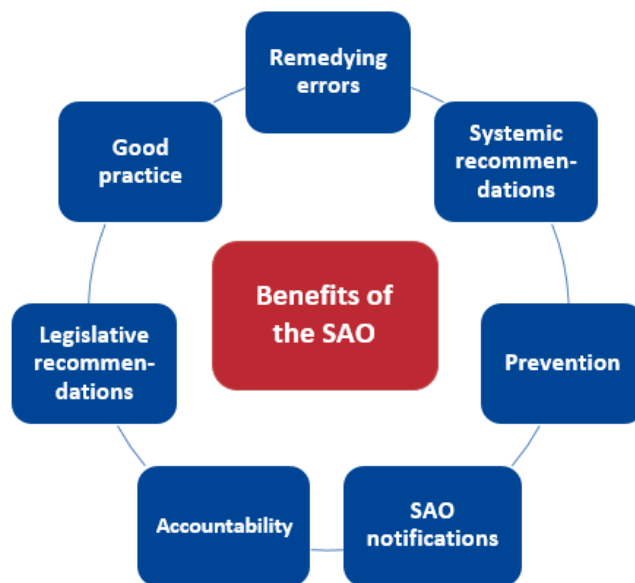 Remedying
errors
Systemic
recommen-
dations
Prevention
SAO
notifications
Accountability
Legislative
recommen-
dations
Good
practice
Benefits of
the SAO